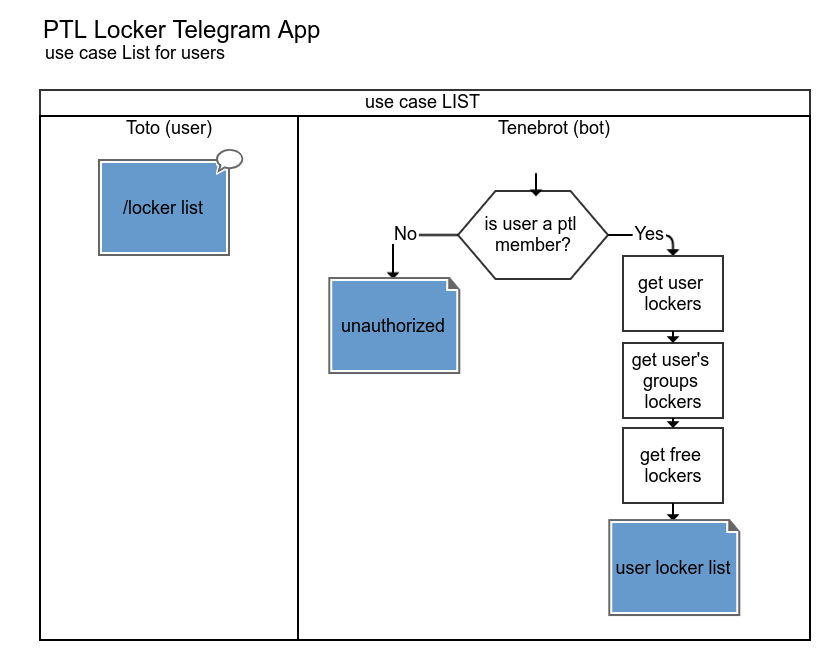 PTL Locker Telegram App
use case List for users
use case LIST
Toto (user)
Tenebrot (bot)
/locker list
is user a ptl
member?
No
Yes
unauthorized
get user
lockers
get user's
groups
lockers
get free
lockers
user locker list